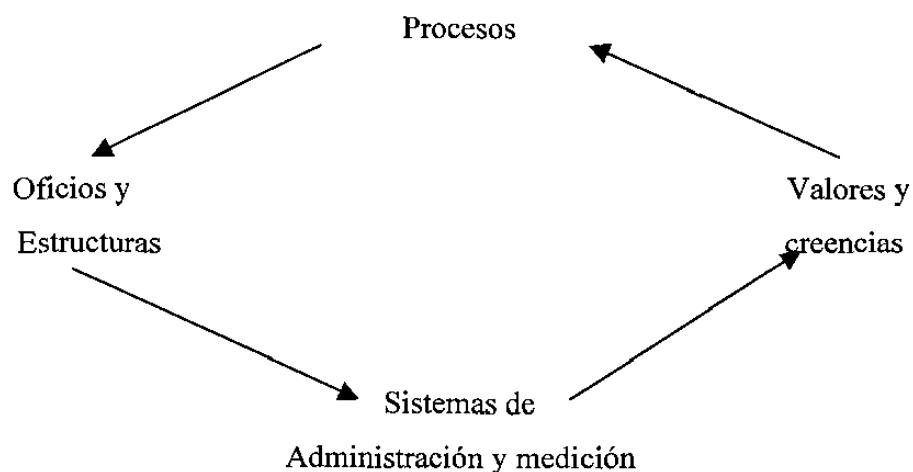 Procesos
Oficios y
Estructuras
Valores y
creencias
Sistemas de
Administración y medición